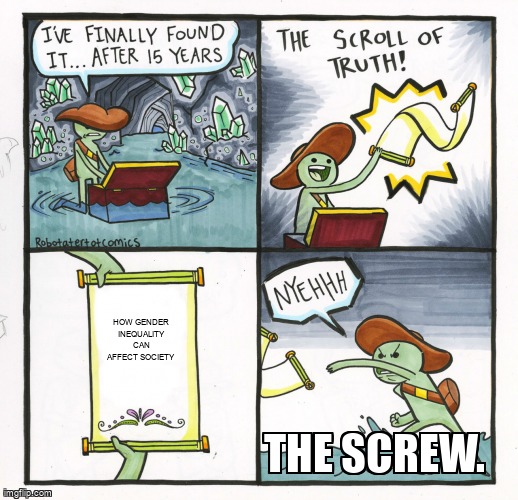 I'VE FINALLY FOUND
IT... AFTER 15 YEARS
THE SCROLL OF
TRUTH!
Robotatertotcomics
HOW GENDER
INEQUALITY
CAN
AFFECT SOCIETY
NYEHHH
THE SCREW.
imgflip.com